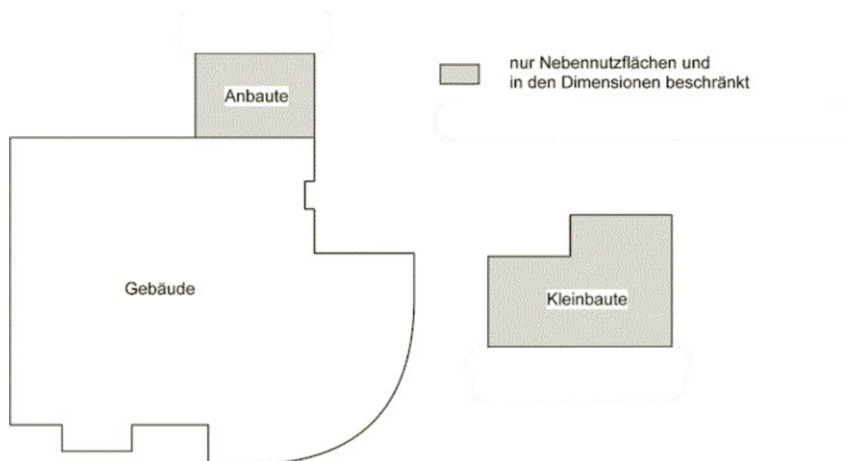 nur Nebennutzflächen und
in den Dimensionen beschränkt
Anbaute
Gebäude
Kleinbaute